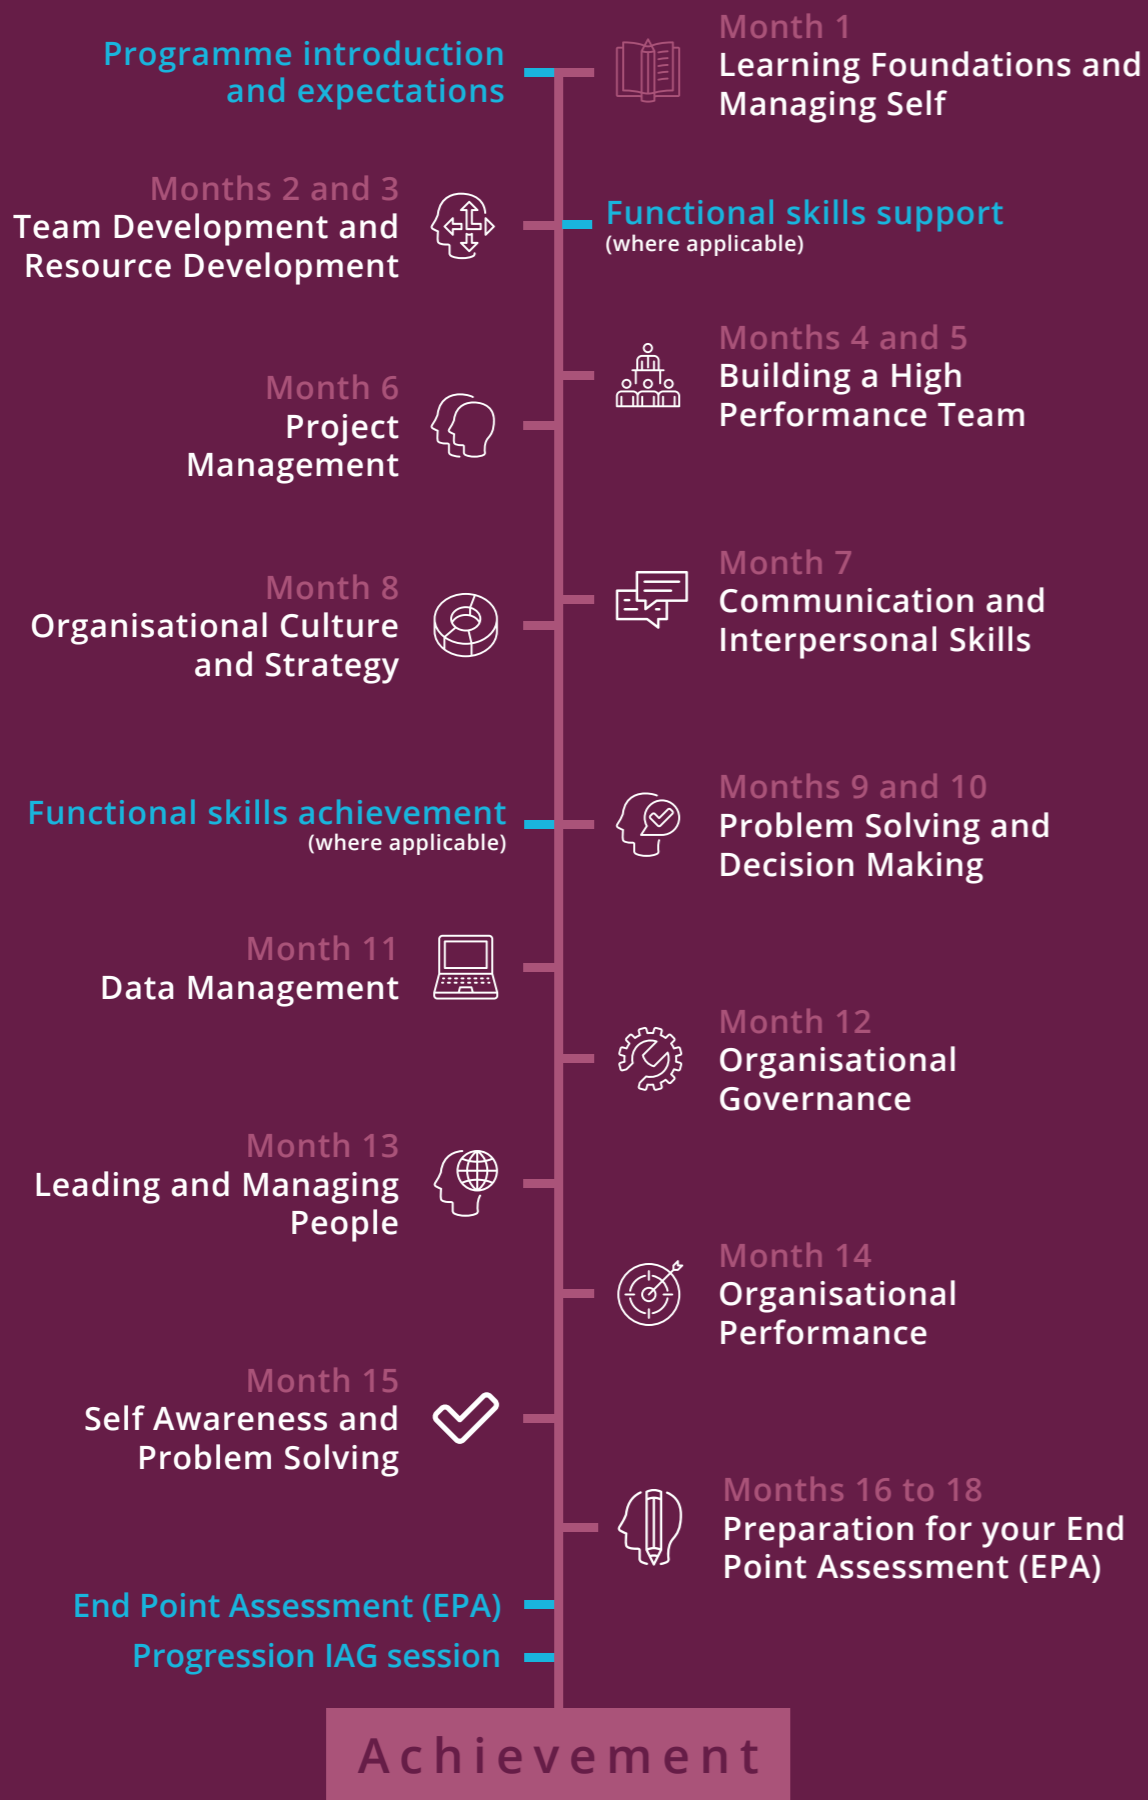 Programme introduction
and expectations
Month 1
Learning Foundations and
Managing Self
Months 2 and 3
Team Development and
Resource Development
Functional skills support
(where applicable)
Months 4 and 5
Building a High
Performance Team
Month 6
Project
Management
Month 7
Communication and
Interpersonal Skills
Month 8
Organisational Culture
and Strategy
Functional skills achievement
(where applicable)
Months 9 and 10
Problem Solving and
Decision Making
Month 11
Data Management
Month 12
Organisational
Governance
Month 13
Leading and Managing
People
Month 14
Organisational
Performance
Month 15
Self Awareness and
Problem Solving
Months 16 to 18
Preparation for your End
Point Assessment (EPA)
End Point Assessment (EPA)
Progression IAG session
Achievement